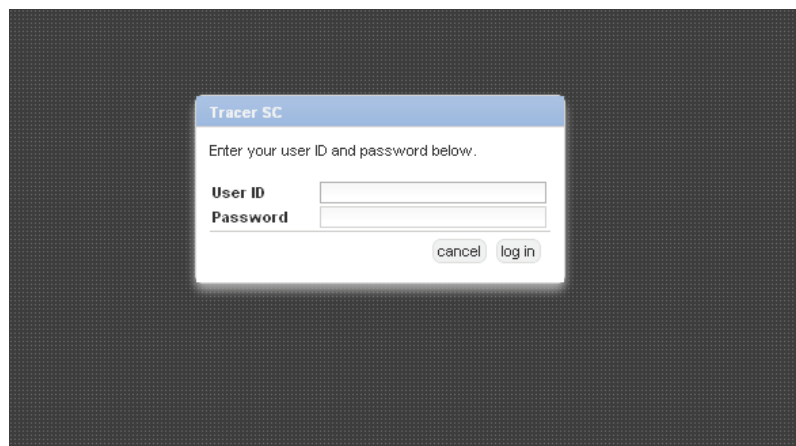 Tracer SC
Enter your user ID and password below.
User ID
Password
cancel log in